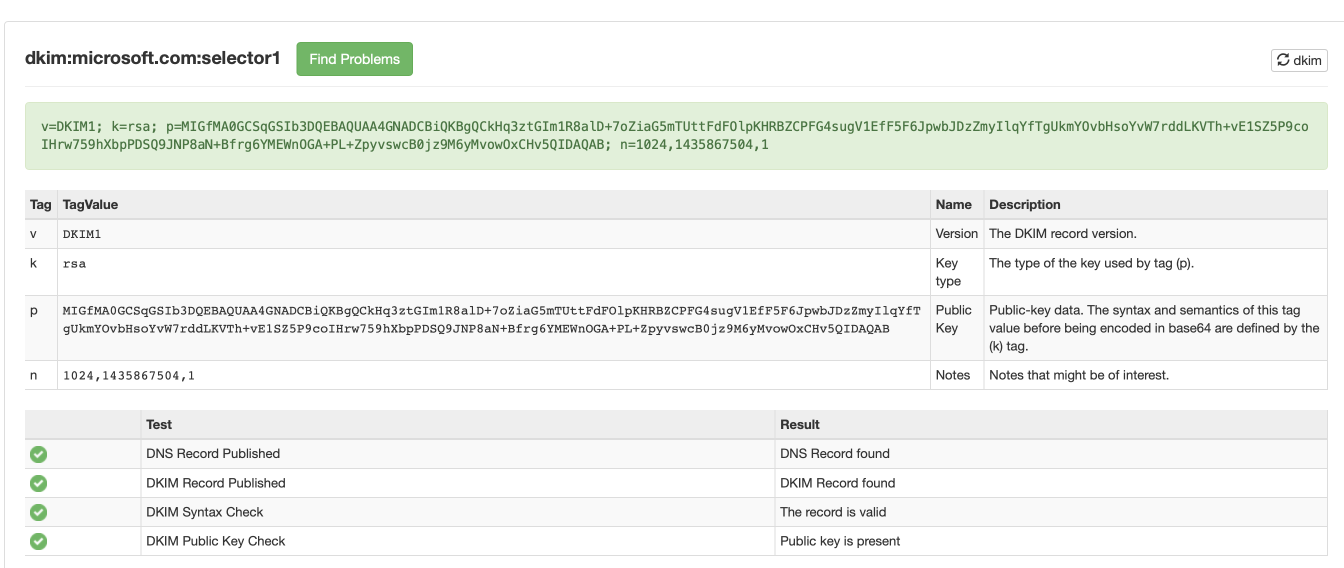 dkim:microsoft.com:selector1 Find Problems dkim
v=DKIM1; k=rsa; p=MIGfMA0GCSqGSIb3DQEBAQUAA4GNADCBiQKBgQCkHq3ztGIm1R8alD+7oZiaG5mTUttFdFOlpKHRBZCPFG4sugV1EfF5F6JpwbJDzZmyIlqYfTgUkmYOvbHsoYvW7rddLKVTh+vE1SZ5P9co
IHrw759hXbpPDSQ9JNP8aN+Bfrg6YMEWnOGA+PL+ZpyvswcB0jz9M6yMvowOxCHv5QIDAQAB; n=1024,1435867504,1
Tag TagValue Name Description
v DKIM1 Version The DKIM record version.
k rsa Key The type of the key used by tag (p).
type
p MIGfMA0GCSqGSIb3DQEBAQUAA4GNADCBiQKBgQCkHq3ztGIm1R8alD+7oZiaG5mTUttFdFOlpKHRBZCPFG4sugV1EfF5F6JpwbJDzZmyIlqYfT Public Public-key data. The syntax and semantics of this tag
gUkmYOvbHsoYvW7rddLKVTh+vE1SZ5P9coIHrw759hXbpPDSQ9JNP8aN+Bfrg6YMEWnOGA+PL+ZpyvswcB0jz9M6yMvowOxCHv5QIDAQAB Key value before being encoded in base64 are defined by the
(k) tag.
n 1024,1435867504,1 Notes Notes that might be of interest.
Test Result
DNS Record Published DNS Record found
DKIM Record Published DKIM Record found
DKIM Syntax Check The record is valid
DKIM Public Key Check Public key is present